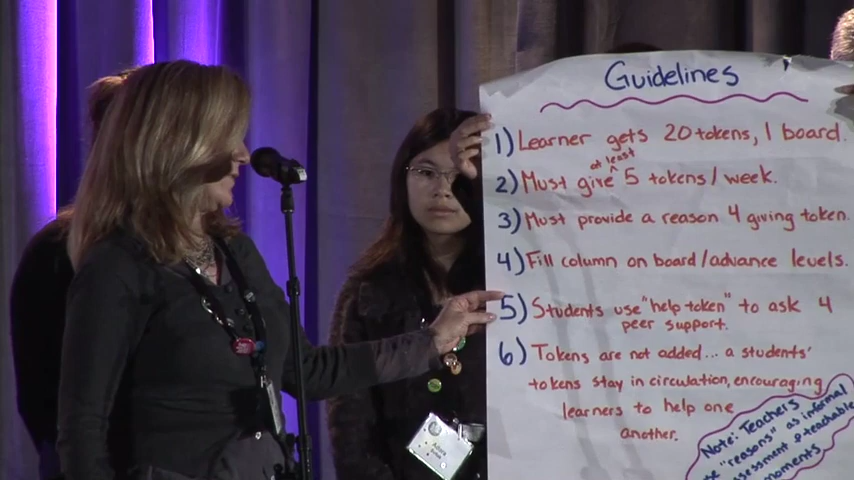 Guidelines
1) Learner gets 20 tokens, 1 board.
at least
2) Must give ^ 5 tokens/week.
3) Must provide a reason 4 giving token.
4) Fill column on board/advance levels.
5) Students use "help token" to ask 4
peer support.
6) Tokens are not added... a students'
tokens stay in circulation, encouraging
learners to help one
another.
Note: Teachers
"reasons" as informal
& teachable
moments